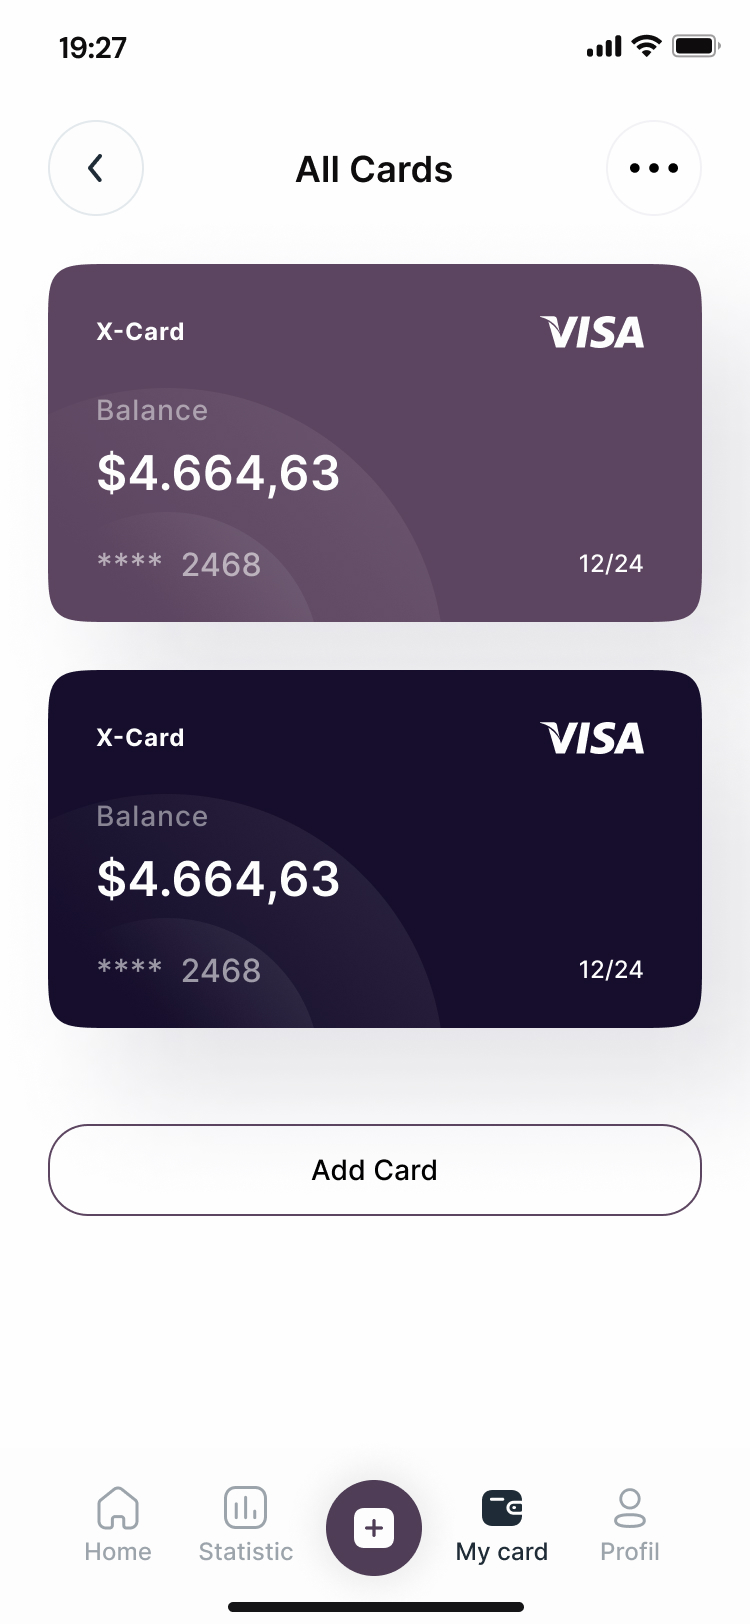 19:27
All Cards
X-Card VISA
Balance
$4.664,63
**** 2468 12/24
X-Card VISA
Balance
$4.664,63
**** 2468 12/24
Add Card
Home Statistic My card Profil